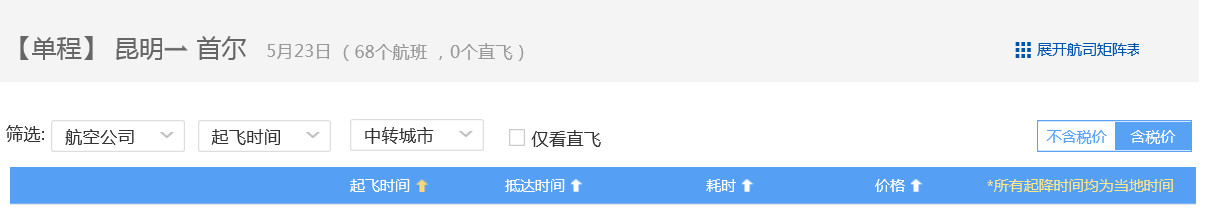 【单程】 昆明⇀ 首尔 5月23日 ( 68个航班 ，0个直飞 ) 展开航司矩阵表
筛选: 航空公司 起飞时间 中转城市 仅看直飞 不含税价 含税价
起飞时间 抵达时间 耗时 价格 *所有起降时间均为当地时间